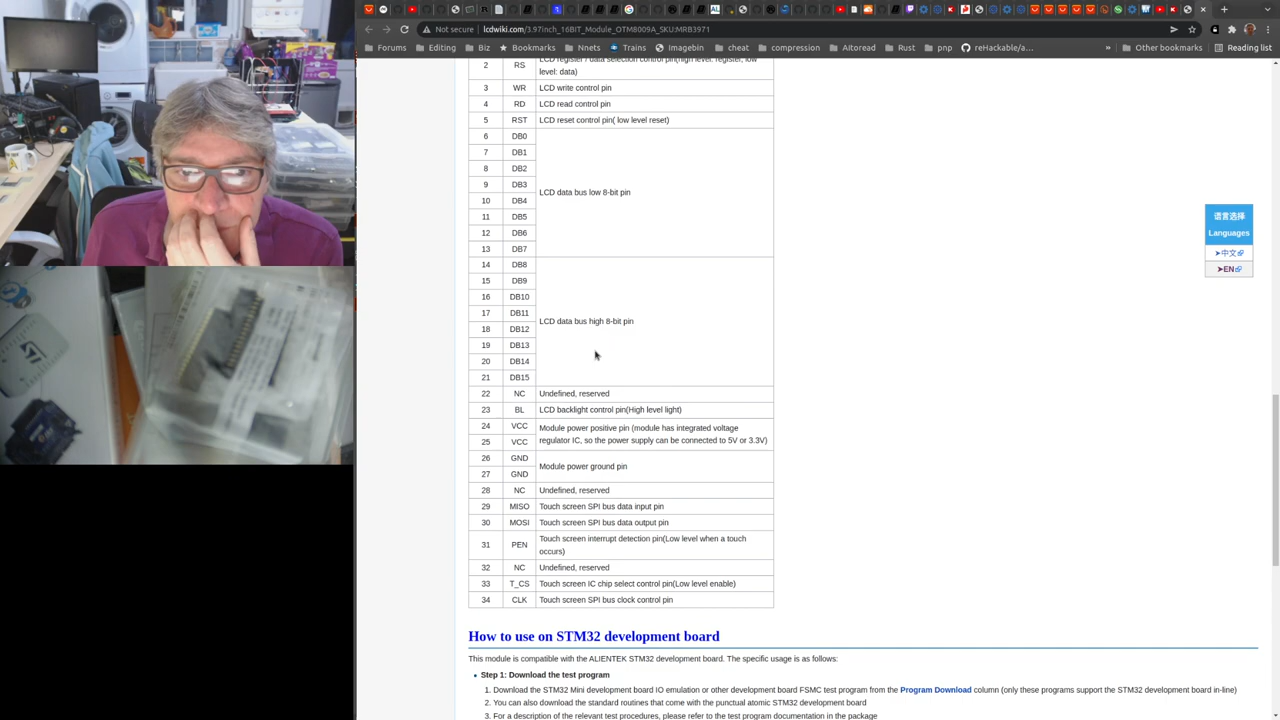 Not secure | lcdwiki.com/3.97inch_16BIT_Module_OTM8009A_SKU:MRB3971
Forums Editing Biz Bookmarks Nnets Trains Imagebin cheat compression AItoread Rust pnp reHackable/a... » Other bookmarks Reading list
2 RS LCD register / data selection control pin(high level: register, low level: data)
3 WR LCD write control pin
4 RD LCD read control pin
5 RST LCD reset control pin( low level reset)
6 DB0
7 DB1
8 DB2
9 DB3
LCD data bus low 8-bit pin
10 DB4
11 DB5
12 DB6
13 DB7
14 DB8
15 DB9
16 DB10
17 DB11
LCD data bus high 8-bit pin
18 DB12
19 DB13
20 DB14
21 DB15
22 NC Undefined, reserved
23 BL LCD backlight control pin(High level light)
24 VCC Module power positive pin (module has integrated voltage
25 VCC regulator IC, so the power supply can be connected to 5V or 3.3V)
26 GND
Module power ground pin
27 GND
28 NC Undefined, reserved
29 MISO Touch screen SPI bus data input pin
30 MOSI Touch screen SPI bus data output pin
31 PEN Touch screen interrupt detection pin(Low level when a touch
occurs)
32 NC Undefined, reserved
33 T_CS Touch screen IC chip select control pin(Low level enable)
34 CLK Touch screen SPI bus clock control pin
语言选择
Languages
➤中文
➤EN
How to use on STM32 development board
This module is compatible with the ALIENTEK STM32 development board. The specific usage is as follows:
Step 1: Download the test program
1. Download the STM32 Mini development board IO emulation or other development board FSMC test program from the Program Download column (only these programs support the STM32 development board in-line)
2. You can also download the standard routines that come with the punctual atomic STM32 development board
3. For a description of the relevant test procedures, please refer to the test program documentation in the package